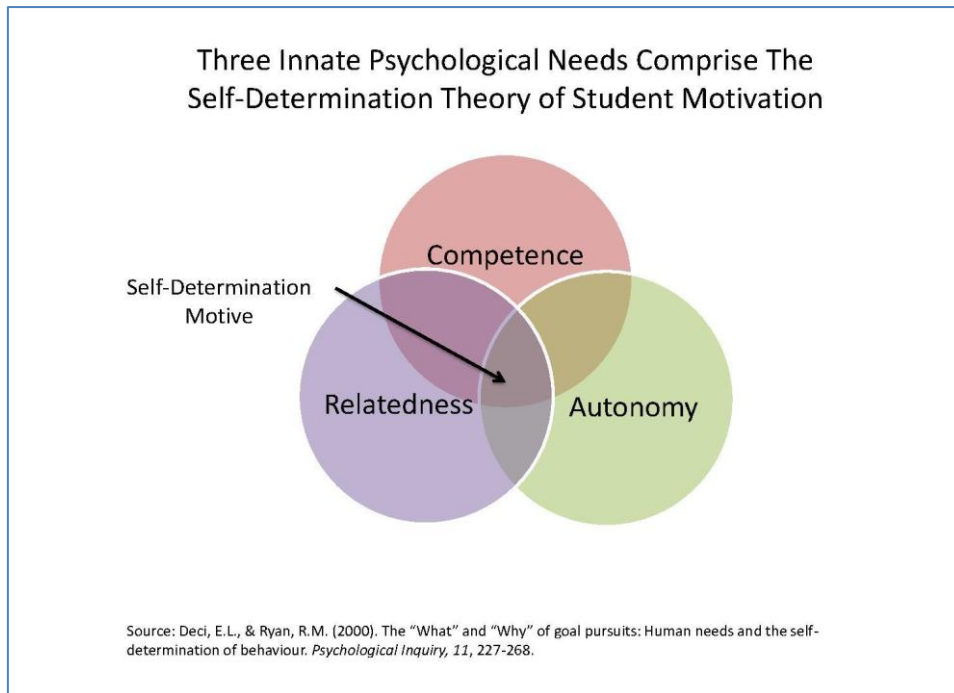 Three Innate Psychological Needs Comprise The
Self-Determination Theory of Student Motivation
Competence
Self-Determination
Motive
Relatedness
Autonomy
Source: Deci, E.L., & Ryan, R.M. (2000). The “What” and “Why” of goal pursuits: Human needs and the self-
determination of behaviour. Psychological Inquiry, 11, 227-268.